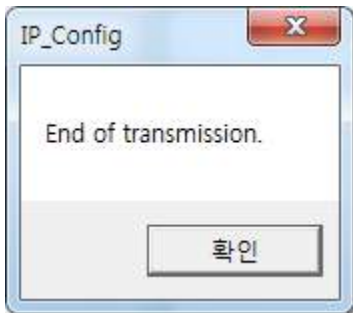 IP_Config
End of transmission.
확인